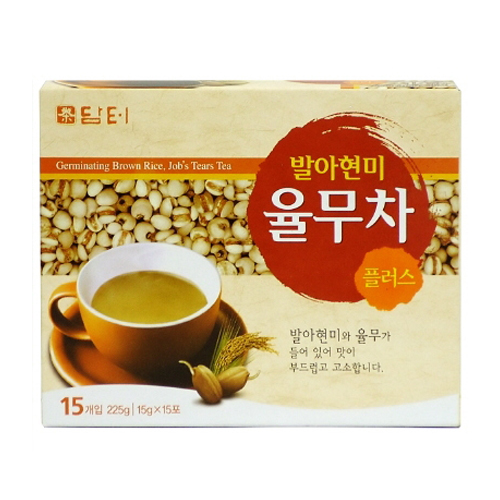 담터
Germinating Brown Rice, Job's Tears Tea
발아현미
율무차
플러스
발아현미와 율무가
들어 있어 맛이
부드럽고 고소합니다.
15개입 225g | 15g×15포